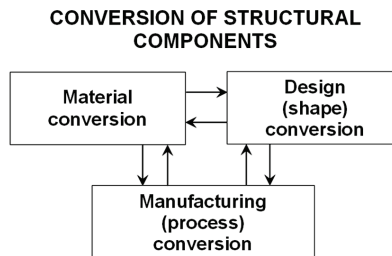 CONVERSION OF STRUCTURAL
COMPONENTS
Material
conversion
Design
(shape)
conversion
Manufacturing
(process)
conversion